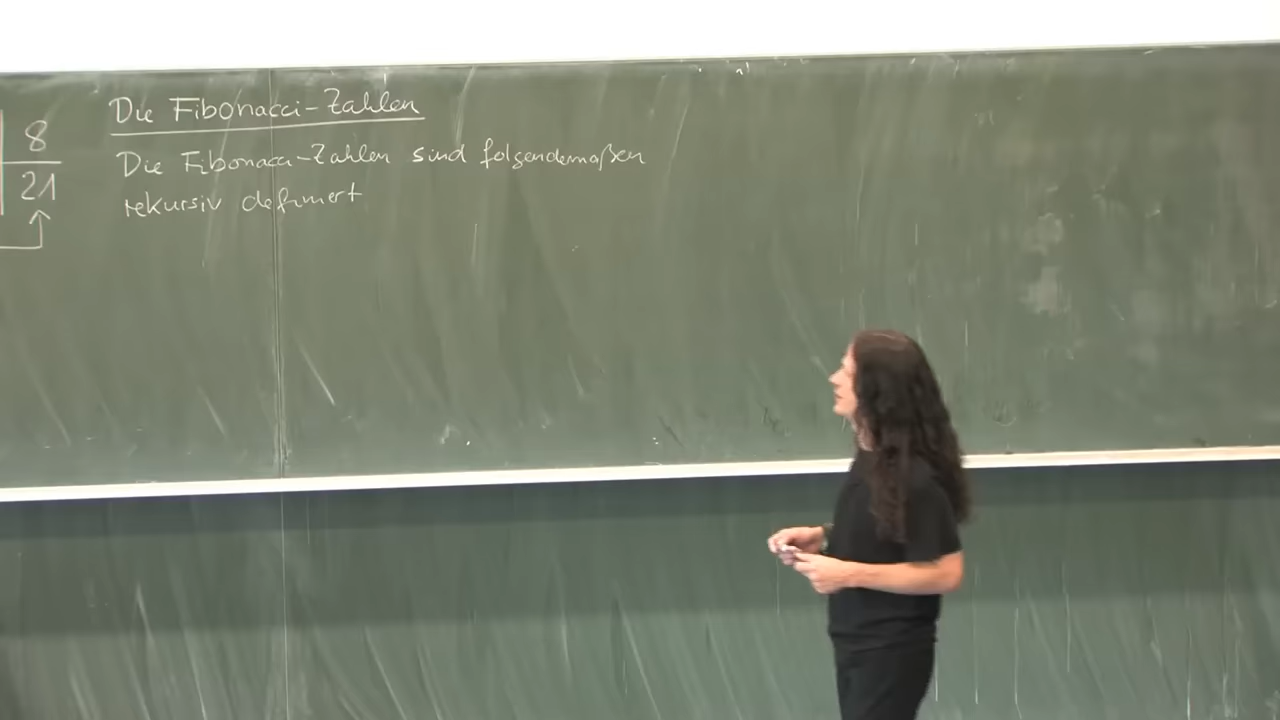 8
21
Die Fibonacci-Zahlen
Die Fibonacci-Zahlen sind folgendermaßen
rekursiv definiert